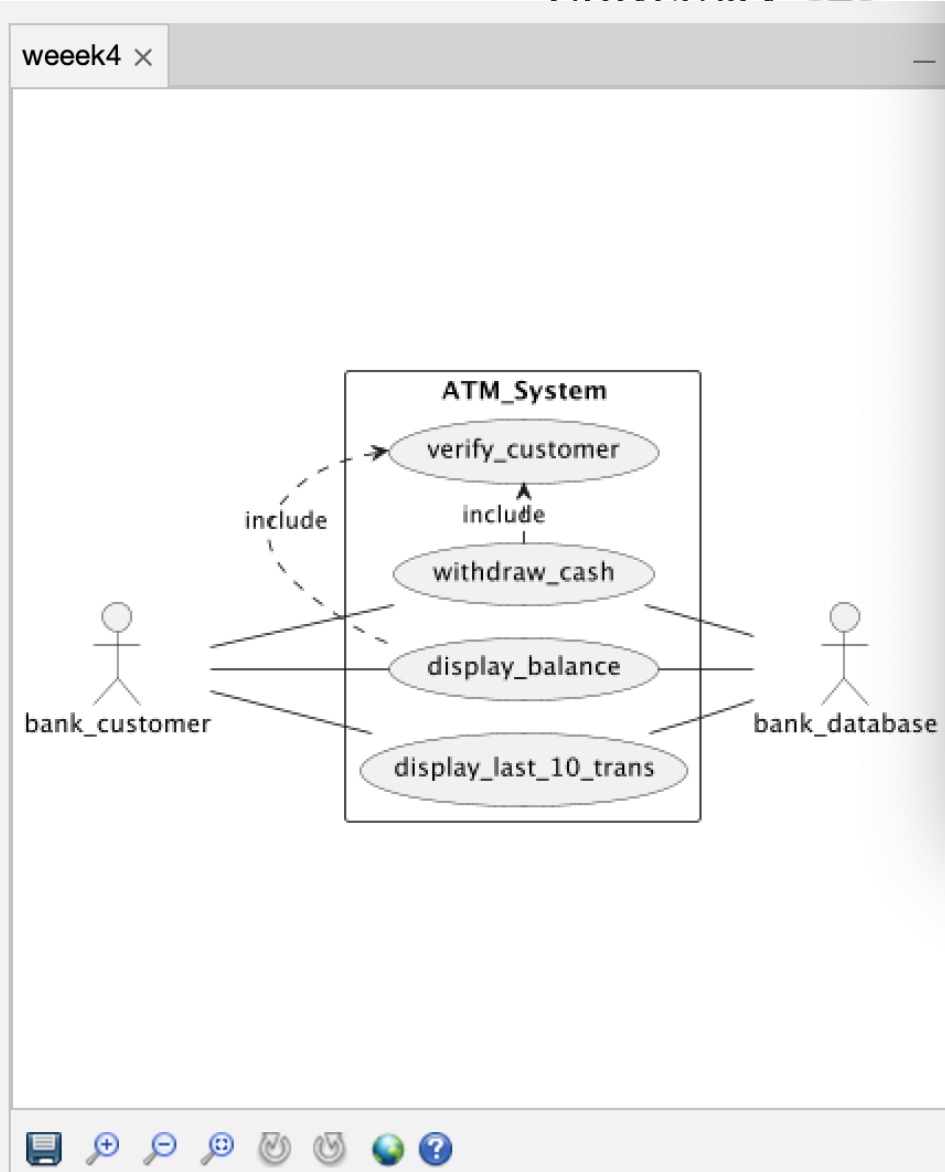 weeek4
ATM_System
verify_customer
include
include
withdraw_cash
display_balance
bank_customer
bank_database
display_last_10_trans